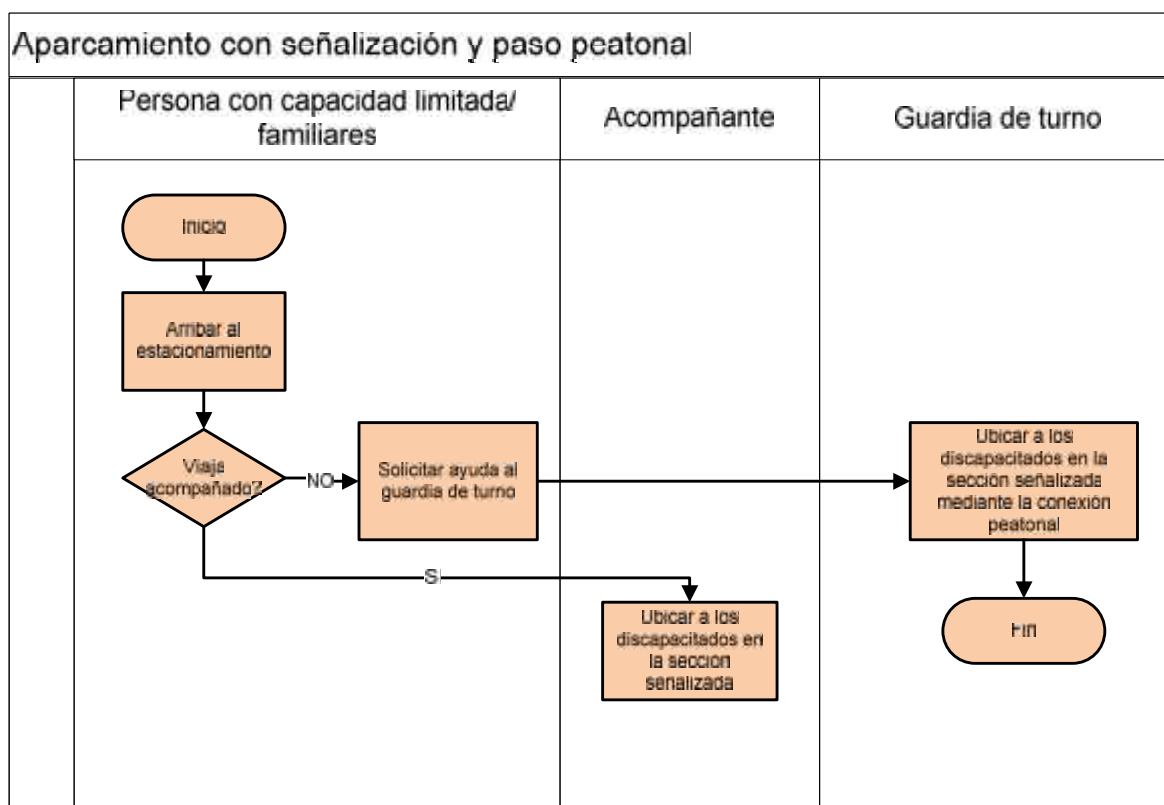 Aparcamiento con señalización y paso peatonal
Persona con capacidad limitada/
familiares
Acompañante
Guardia de turno
Inicio
Arribar al
estacionamiento
Viaja
acompañado?
NO
Solicitar ayuda al
guardia de turno
Ubicar a los
discapacitados en la
sección señalizada
mediante la conexión
peatonal
SI
Ubicar a los
discapacitados en
la sección
señalizada
Fin